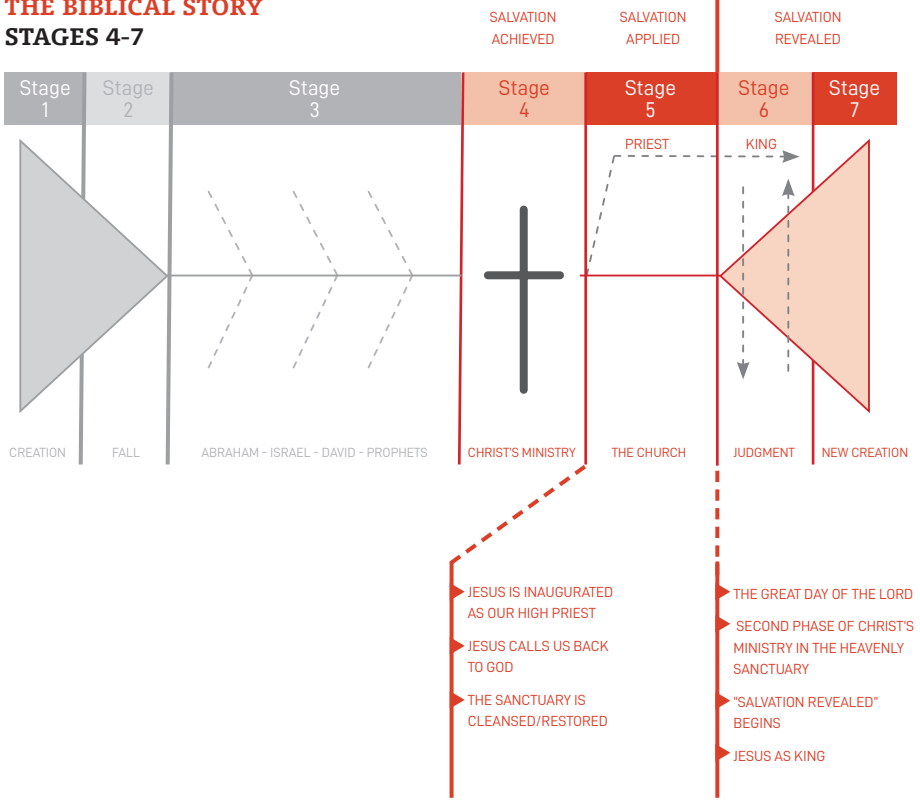 THE BIBLICAL STORY
STAGES 4-7
SALVATION
ACHIEVED
SALVATION
APPLIED
SALVATION
REVEALED
Stage
1
Stage
2
Stage
3
Stage
4
Stage
5
Stage
6
Stage
7
PRIEST
KING
CREATION
FALL
ABRAHAM - ISRAEL - DAVID - PROPHETS
CHRIST'S MINISTRY
THE CHURCH
JUDGMENT
NEW CREATION
JESUS IS INAUGURATED
AS OUR HIGH PRIEST
JESUS CALLS US BACK
TO GOD
THE SANCTUARY IS
CLEANSED/RESTORED
THE GREAT DAY OF THE LORD
SECOND PHASE OF CHRIST'S
MINISTRY IN THE HEAVENLY
SANCTUARY
"SALVATION REVEALED"
BEGINS
JESUS AS KING